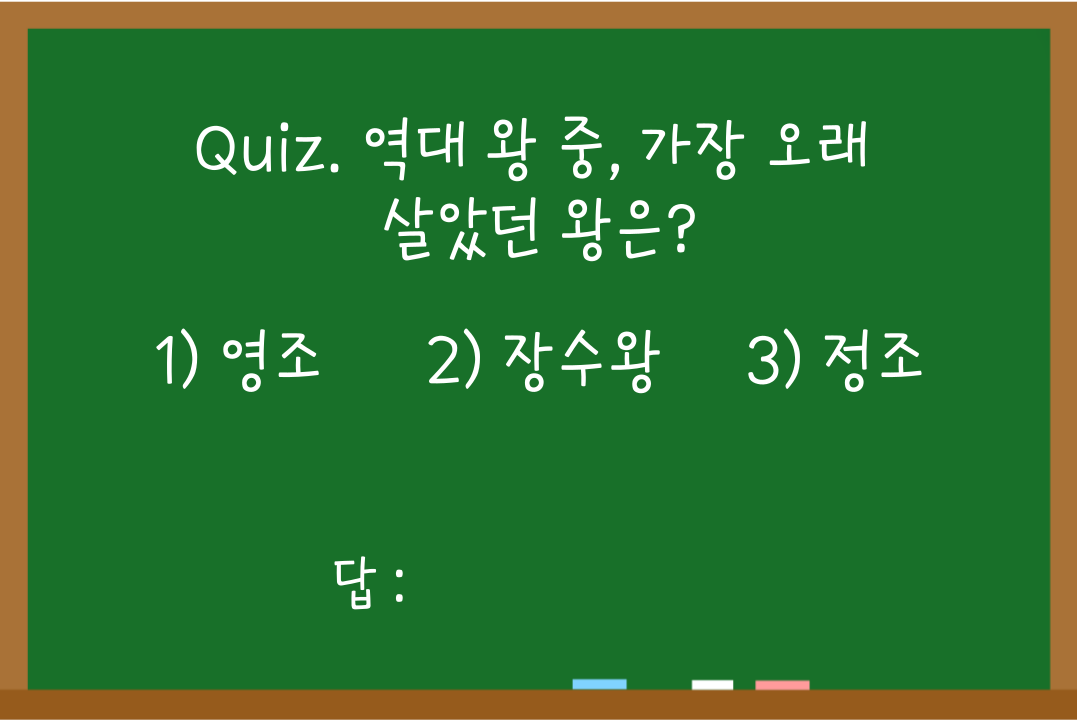 Quiz. 역대 왕 중, 가장 오래
살았던 왕은?
1) 영조 2) 장수왕 3) 정조
답 :